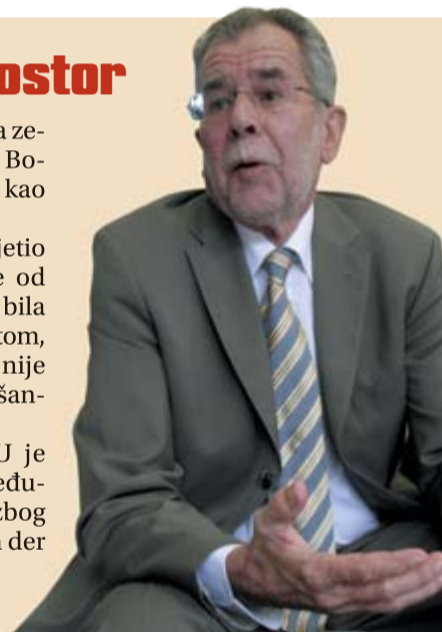 ostor
a ze-
Bo-
kao
jetio
e od
bila
tom,
nije
šan-
U je
eđu-
zbog
der